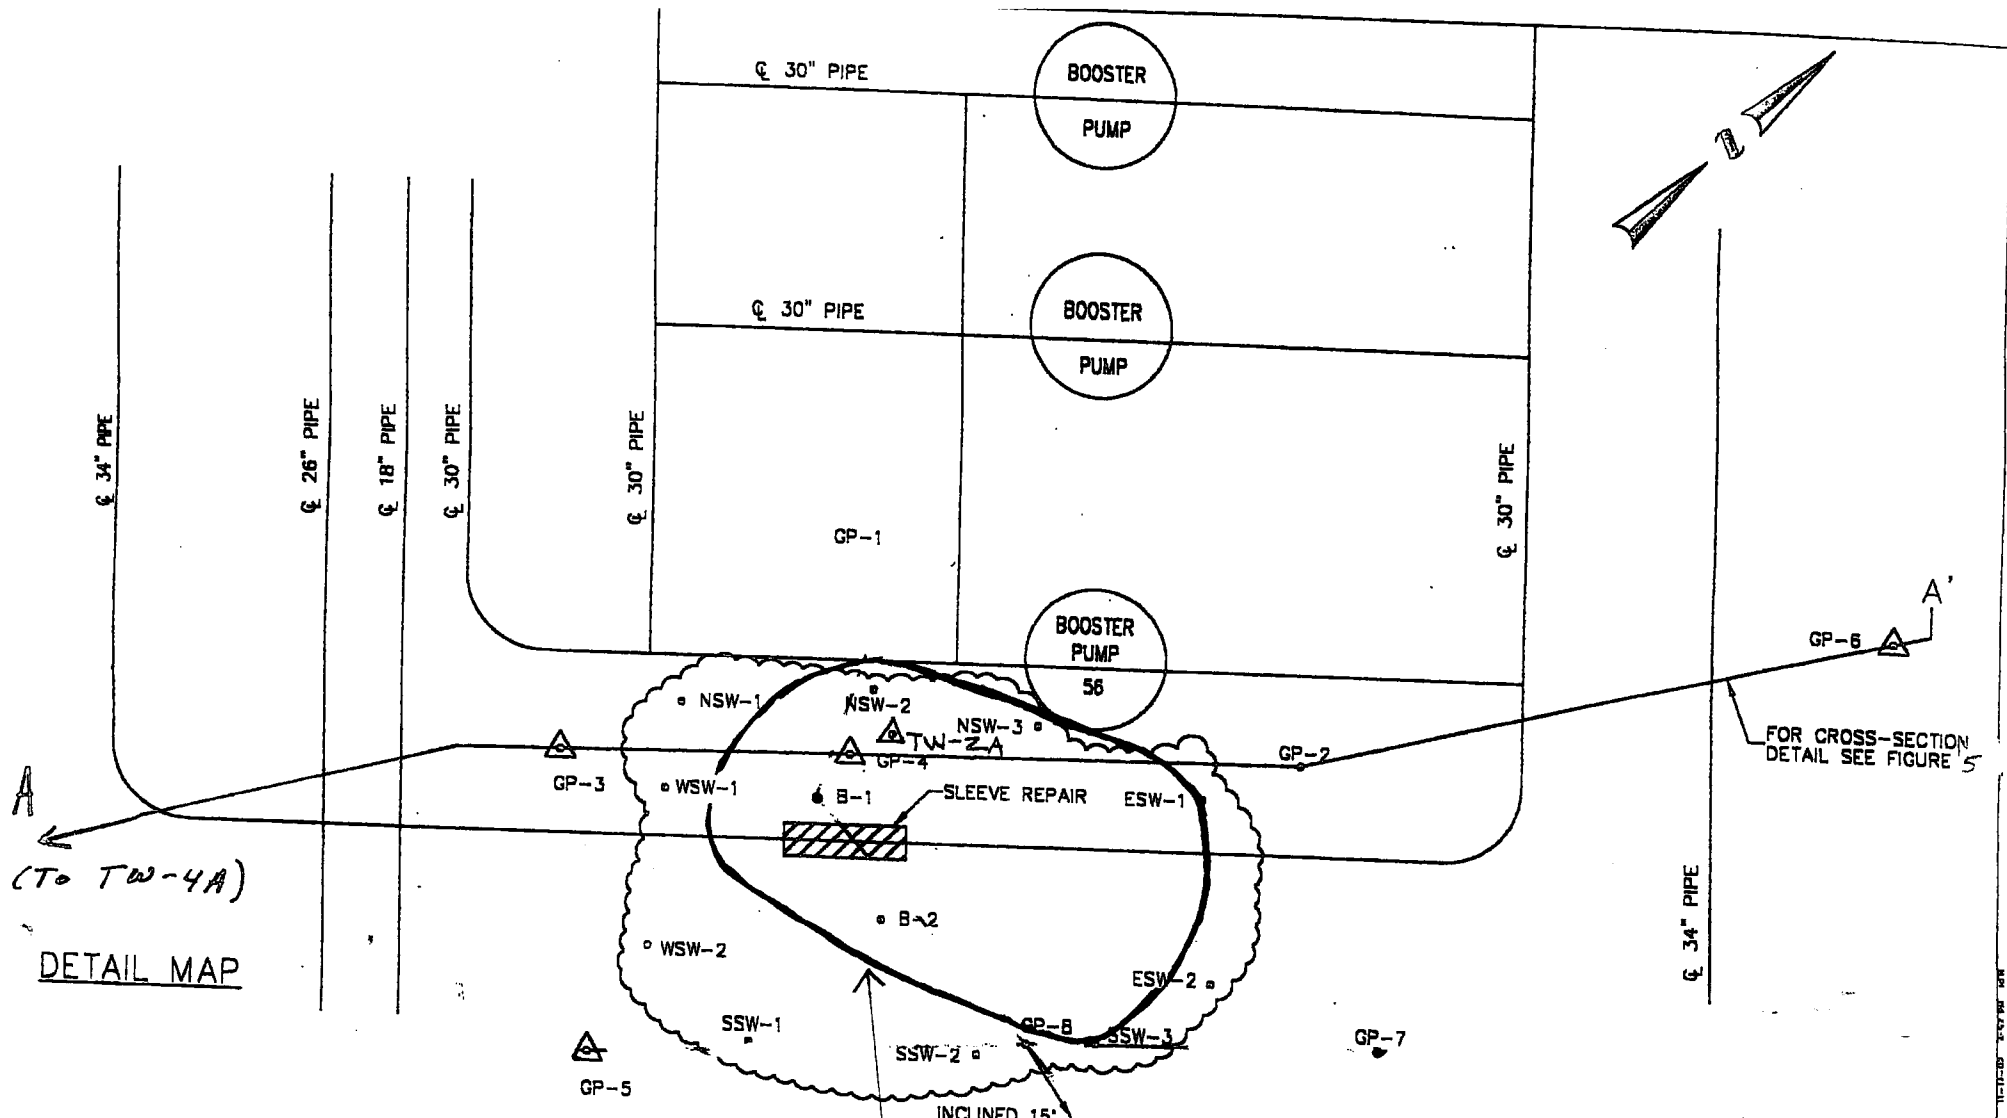 ℄ 30" PIPE
BOOSTER
PUMP
℄ 30" PIPE
BOOSTER
PUMP
℄ 34" PIPE
℄ 26" PIPE
℄ 18" PIPE
℄ 30" PIPE
℄ 30" PIPE
℄ 30" PIPE
GP-1
BOOSTER
PUMP
56
A'
GP-6
NSW-1
NSW-2
NSW-3
TW-2A
GP-4
GP-2
FOR CROSS-SECTION
DETAIL SEE FIGURE 5
GP-3
WSW-1
B-1
SLEEVE REPAIR
ESW-1
A
(To TW-4A)
℄ 34" PIPE
B-2
WSW-2
DETAIL MAP
ESW-2
SSW-1
GP-8
SSW-3
SSW-2
GP-7
GP-5
INCLINED 15°